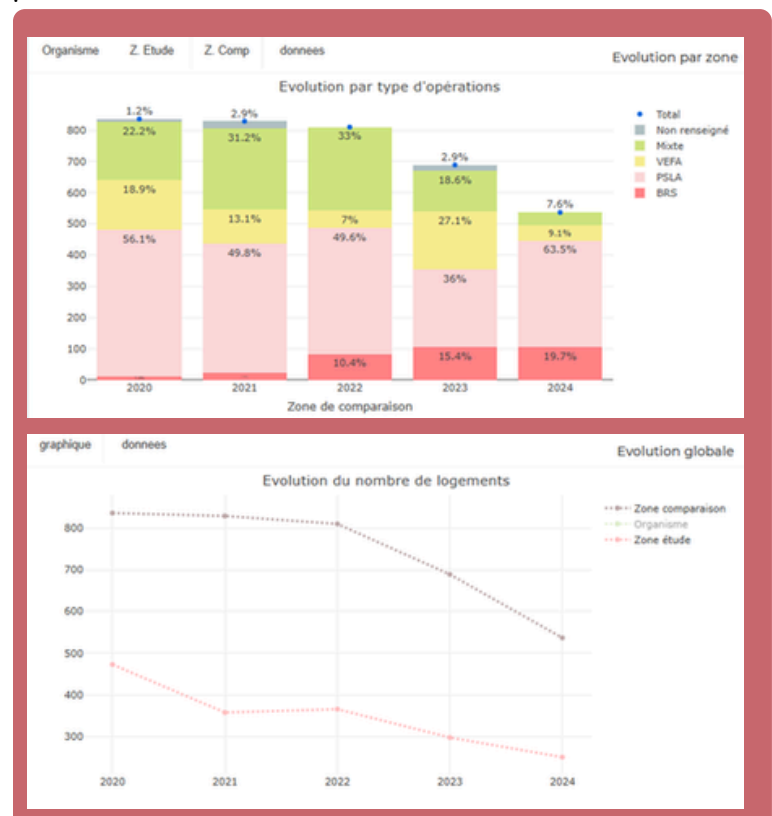 Organisme Z. Etude Z. Comp donnees
Evolution par zone
Evolution par type d'opérations
1.2% 2.9% 33% 2.9% 7.6%
22.2% 31.2% 18.6%
18.9% 13.1% 7% 27.1% 9.1%
56.1% 49.8% 49.6% 36% 63.5%
10.4% 15.4% 19.7%
800
700
600
500
400
300
200
100
0
2020 2021 2022 2023 2024
Zone de comparaison
Total
Non renseigné
Mixte
VEFA
PSLA
BRS
graphique donnees
Evolution globale
Evolution du nombre de logements
800
700
600
500
400
300
2020 2021 2022 2023 2024
Zone comparaison
Organisme
Zone étude